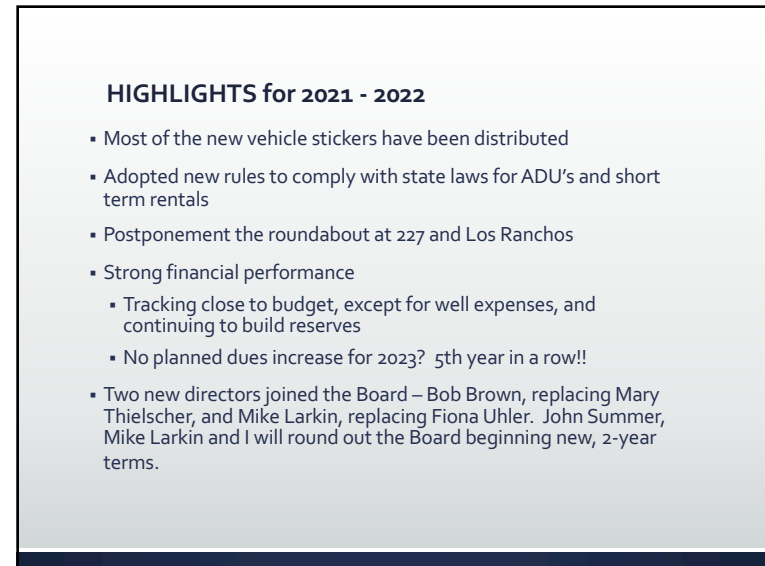 HIGHLIGHTS for 2021 - 2022
▪ Most of the new vehicle stickers have been distributed
▪ Adopted new rules to comply with state laws for ADU's and short
term rentals
▪ Postponement the roundabout at 227 and Los Ranchos
▪ Strong financial performance
▪ Tracking close to budget, except for well expenses, and
continuing to build reserves
▪ No planned dues increase for 2023? 5th year in a row!!
▪ Two new directors joined the Board – Bob Brown, replacing Mary
Thielscher, and Mike Larkin, replacing Fiona Uhler. John Summer,
Mike Larkin and I will round out the Board beginning new, 2-year
terms.